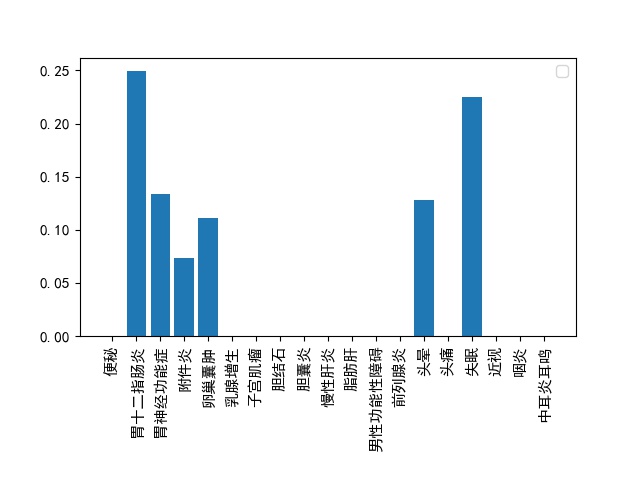 0.25
0.20
0.15
0.10
0.05
0.00
便秘
胃十二指肠炎
胃神经功能症
附件炎
卵巢囊肿
乳腺增生
子宫肌瘤
胆结石
胆囊炎
慢性肝炎
脂肪肝
男性功能性障碍
前列腺炎
头晕
头痛
失眠
近视
咽炎
中耳炎耳鸣